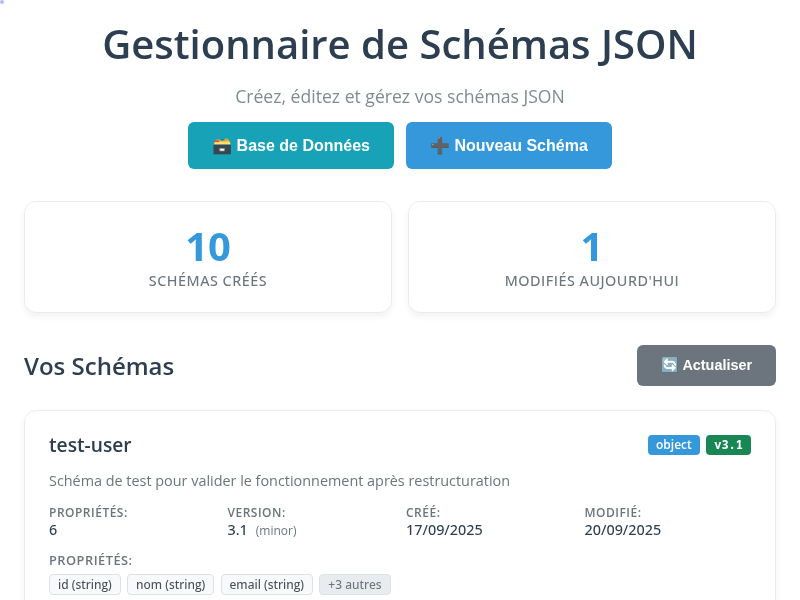 Gestionnaire de Schémas JSON
Créez, éditez et gérez vos schémas JSON
Base de Données
Nouveau Schéma
10
SCHÉMAS CRÉÉS
1
MODIFIÉS AUJOURD'HUI
Vos Schémas
Actualiser
test-user
object v3.1
Schéma de test pour valider le fonctionnement après restructuration
PROPRIÉTÉS: VERSION: CRÉÉ: MODIFIÉ:
6 3.1 (minor) 17/09/2025 20/09/2025
PROPRIÉTÉS:
id (string) nom (string) email (string) +3 autres